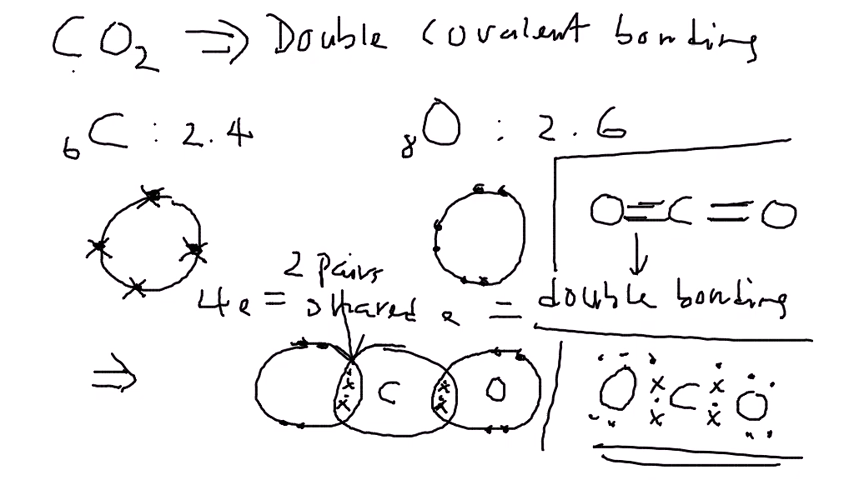 CO₂ ⇒ Double covalent bonding
₆C : 2.4
₈O : 2.6
O=C=O
2 pairs
4e = shared e = double bonding
⇒
C O
O C O